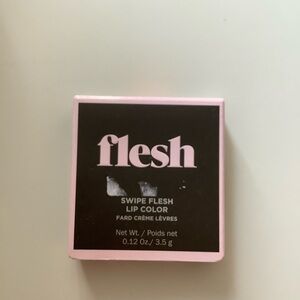 flesh
SWIPE FLESH
LIP COLOR
FARD CRÈME LÈVRES
Net Wt. / Poids net
0.12 Oz./ 3.5 g